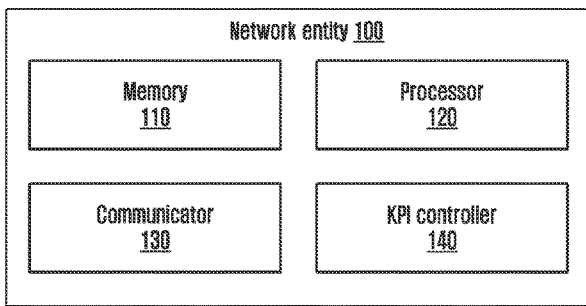 Network entity 100
Memory
110
Processor
120
Communicator
130
KPI controller
140